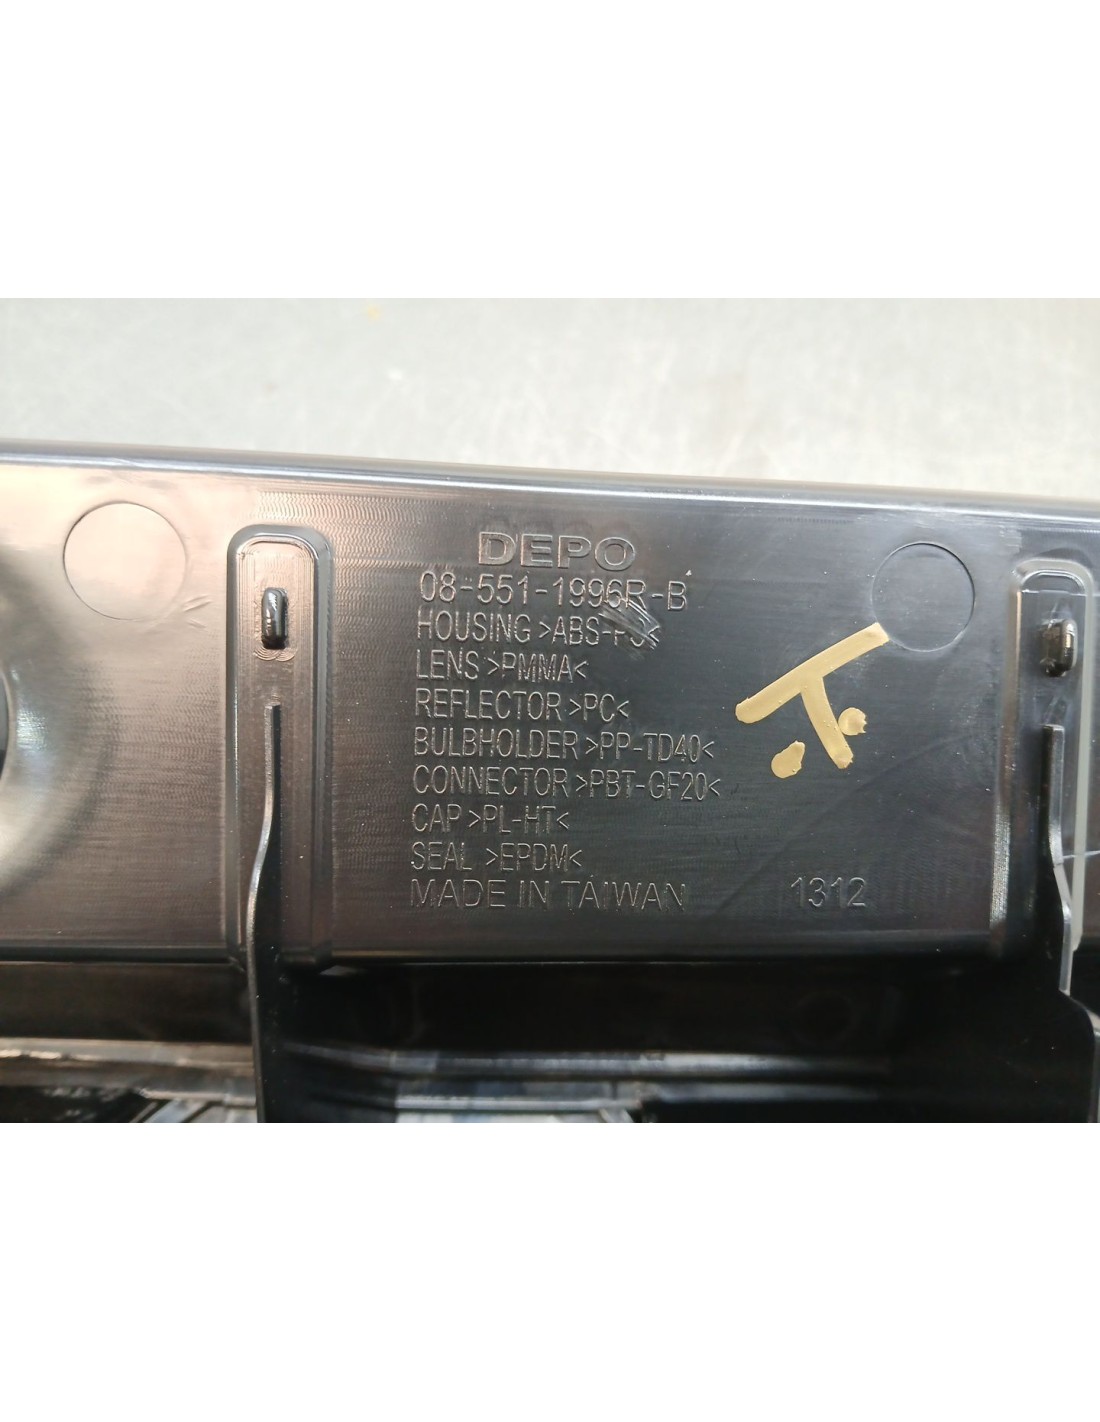 DEPO
08-551-1996R-B
HOUSING >ABS-PC<
LENS >PMMA<
REFLECTOR >PC<
BULBHOLDER >PP-TD40<
CONNECTOR >PBT-GF20<
CAP >PL-HT<
SEAL >EPDM<
MADE IN TAIWAN 1312